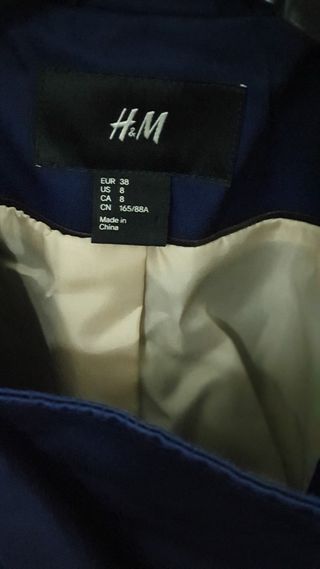 H&M
EUR 38
US 8
CA 8
CN 165/88A
Made in
China